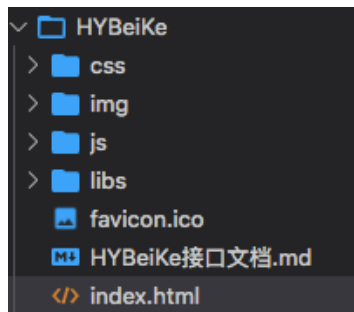 HYBeiKe
css
img
js
libs
favicon.ico
HYBeiKe接口文档.md
index.html